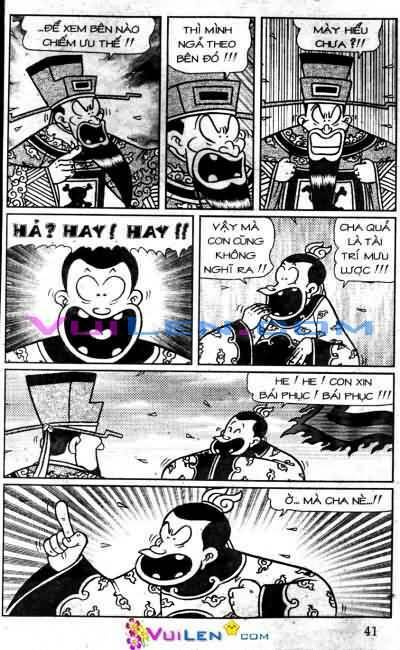 ...ĐỂ XEM BÊN NÀO
CHIẾM ƯU THẾ !!
THÌ MÌNH
NGẢ THEO
BÊN ĐÓ !!!
MÀY HIỂU
CHƯA ?!!
HẢ? HAY! HAY!!
VẬY MÀ
CON CŨNG
KHÔNG
NGHĨ RA !!
CHA QUẢ
LÀ TÀI
TRÍ MƯU
LƯỢC !!!
VUILEN.COM
HE ! HE ! CON XIN
BÁI PHỤC ! BÁI PHỤC !!!
Ờ... MÀ CHA NÈ...!!
41
VUILEN.COM